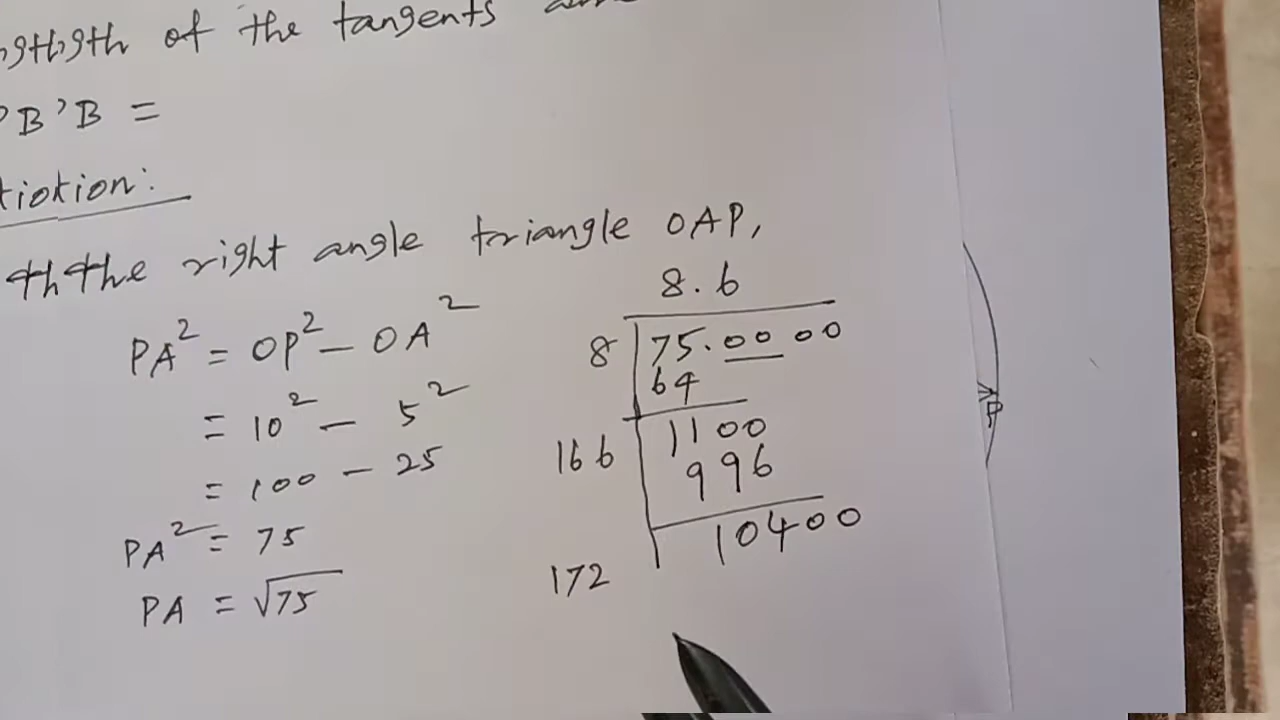 of the tangents
B'B =
the right angle triangle OAP,
PA² = OP² - OA²
= 10² - 5²
= 100 - 25
PA² = 75
PA = √75
8.6
8 75.00 00
64
166 1100
996
10400
172
P